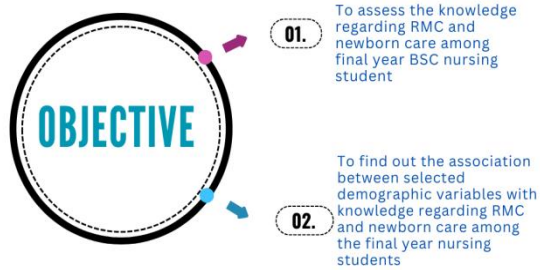 OBJECTIVE
01.
To assess the knowledge
regarding RMC and
newborn care among
final year BSC nursing
student
02.
To find out the association
between selected
demographic variables with
knowledge regarding RMC
and newborn care among
the final year nursing
students